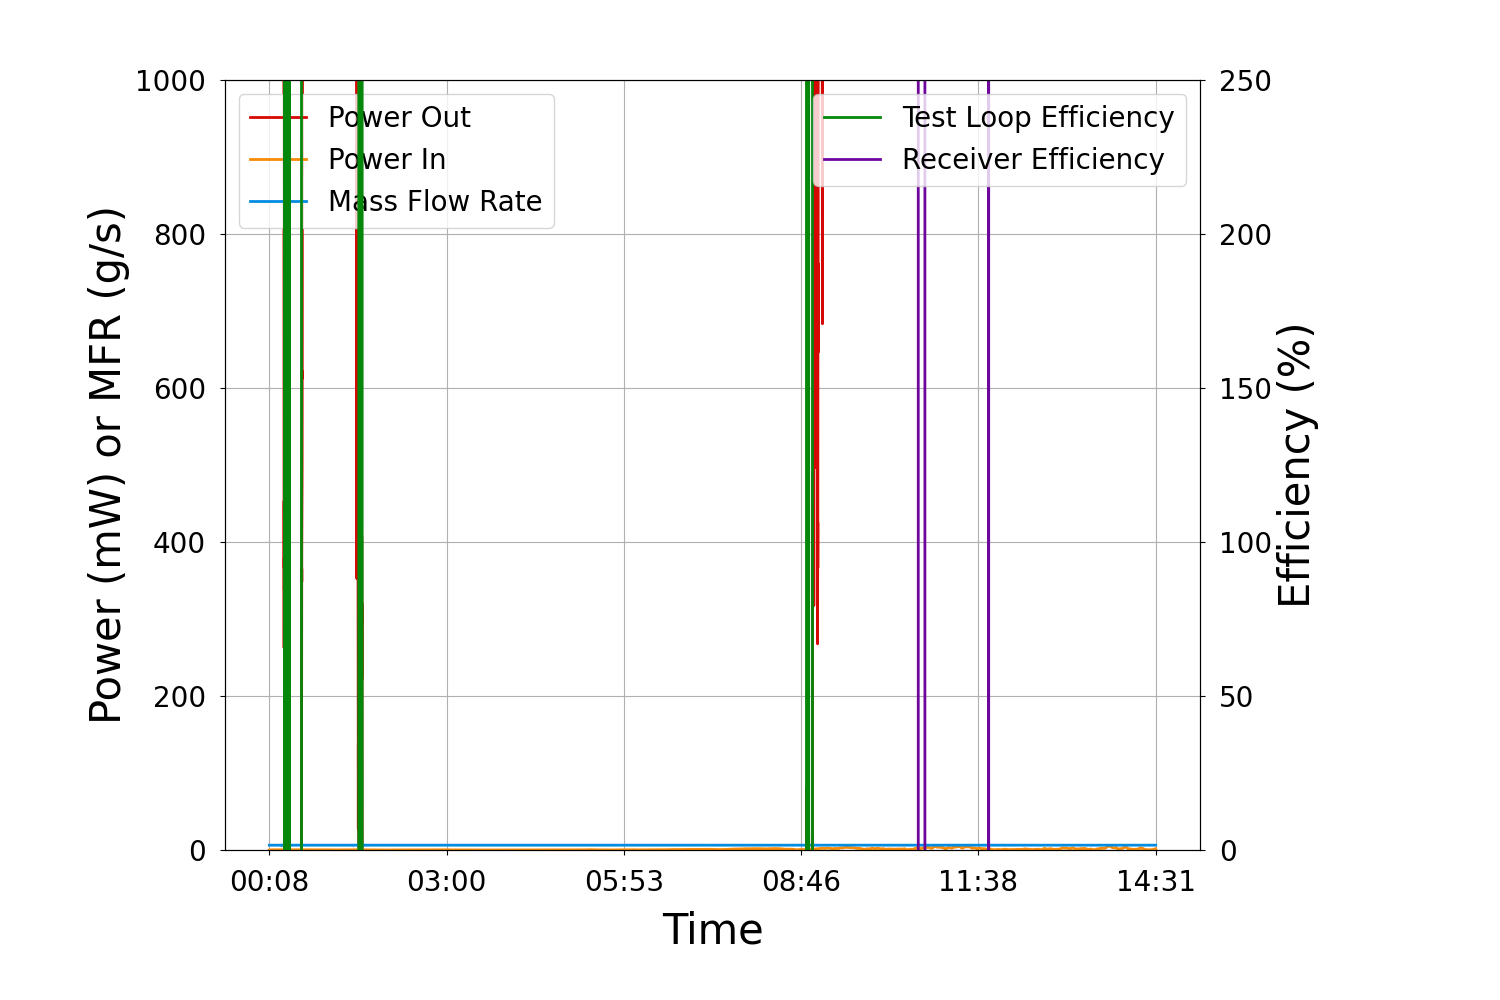 1000
800
600
400
200
0
Power (mW) or MFR (g/s)
Power Out
Power In
Mass Flow Rate
Test Loop Efficiency
Receiver Efficiency
250
200
150
100
50
0
Efficiency (%)
00:08 03:00 05:53 08:46 11:38 14:31
Time